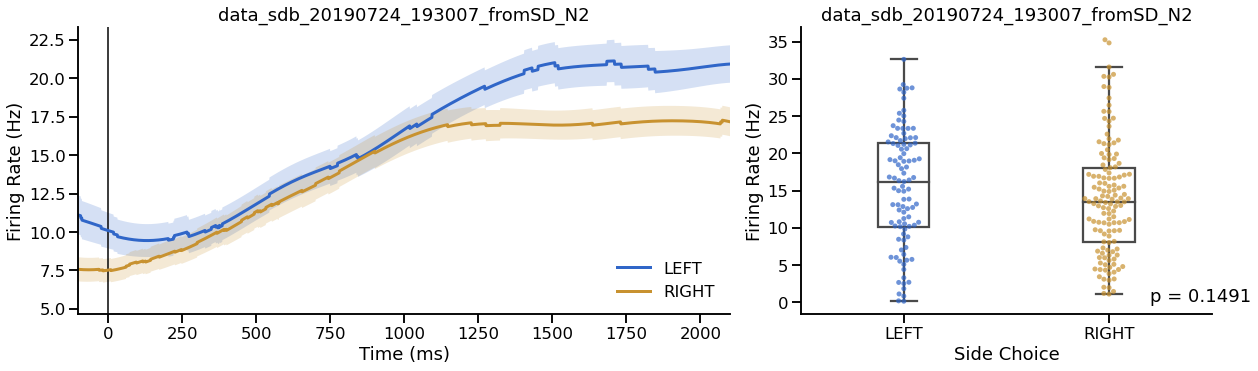 data_sdb_20190724_193007_fromSD_N2
22.5
20.0
17.5
15.0
12.5
10.0
7.5
5.0
Firing Rate (Hz)
0 250 500 750 1000 1250 1500 1750 2000
Time (ms)
LEFT
RIGHT
data_sdb_20190724_193007_fromSD_N2
35
30
25
20
15
10
5
0
Firing Rate (Hz)
p = 0.1491
LEFT RIGHT
Side Choice